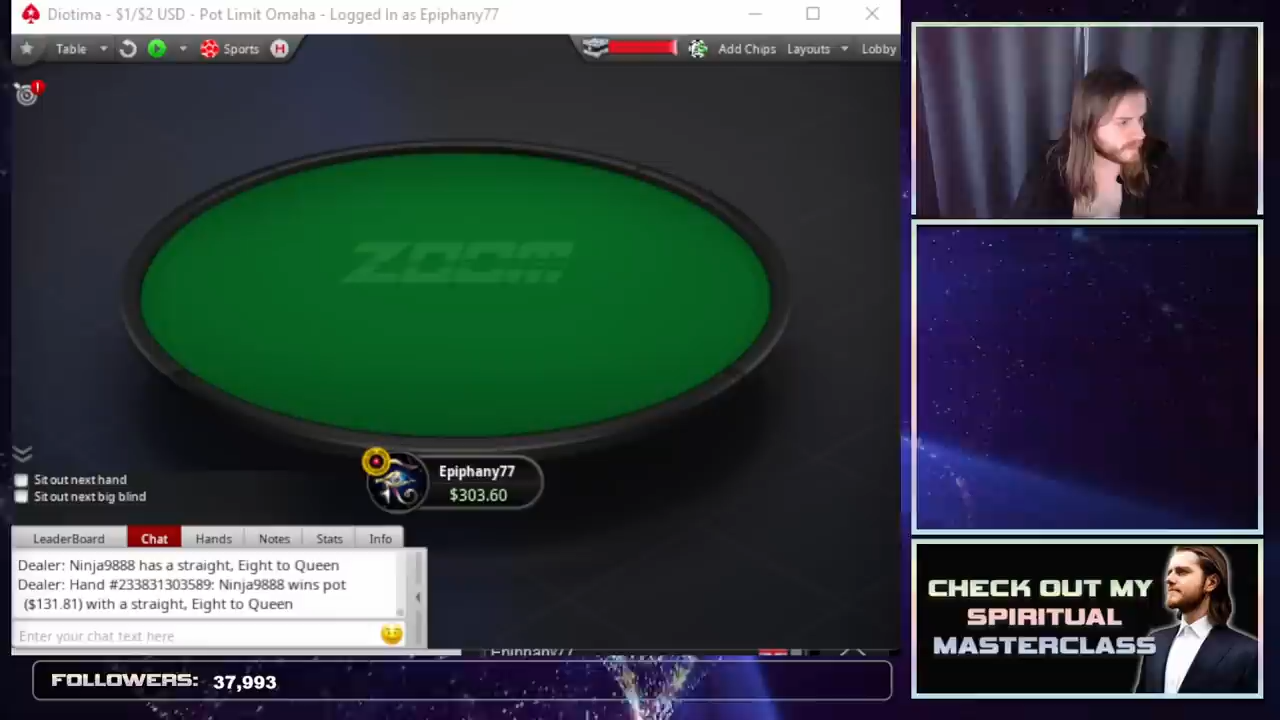 Diotima - $1/$2 USD - Pot Limit Omaha - Logged In as Epiphany77
Table
Sports
H
Add Chips
Layouts
Lobby
ZOOM
Epiphany77
$303.60
Sit out next hand
Sit out next big blind
LeaderBoard
Chat
Hands
Notes
Stats
Info
Dealer: Ninja9888 has a straight, Eight to Queen
Dealer: Hand #233831303589: Ninja9888 wins pot
($131.81) with a straight, Eight to Queen
Enter your chat text here
Epiphany77
FOLLOWERS: 37,993
CHECK OUT MY
SPIRITUAL
MASTERCLASS